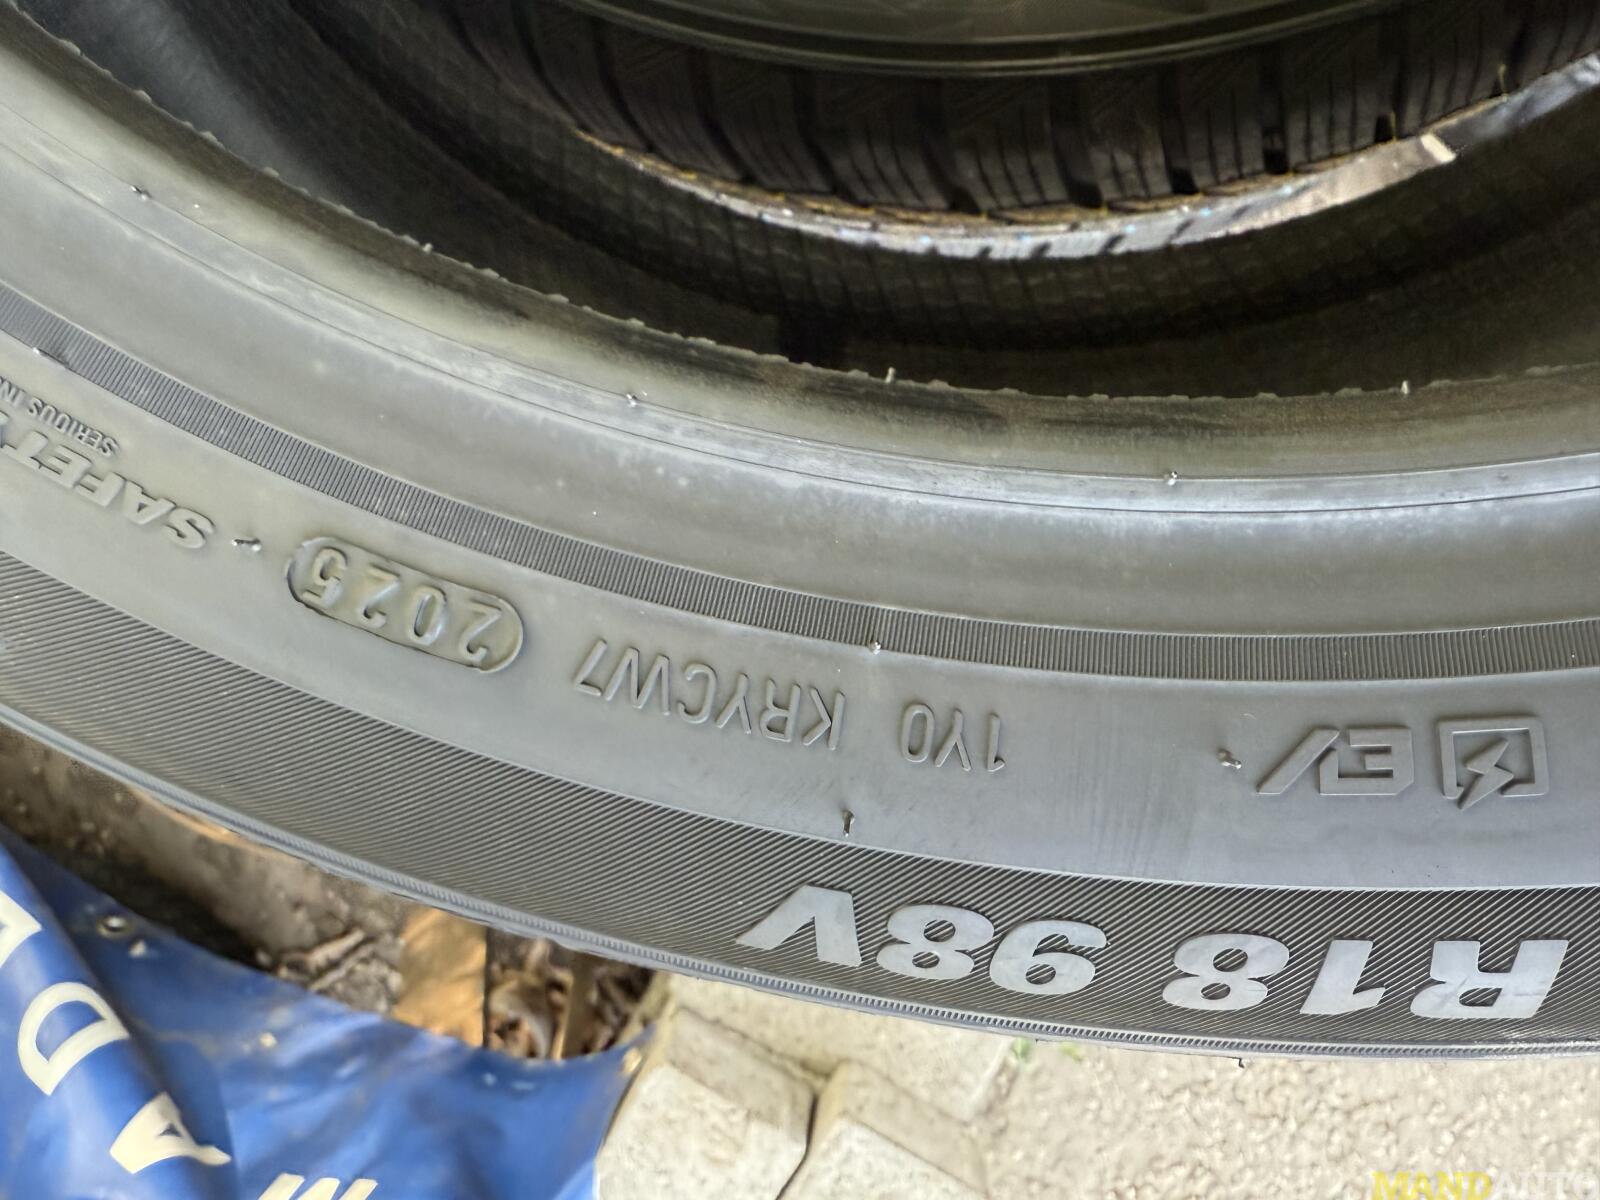 R18 98V
EV
1Y0 KRYCW7 2025
SAFETY
SERIOUS IN
MANDAUTO